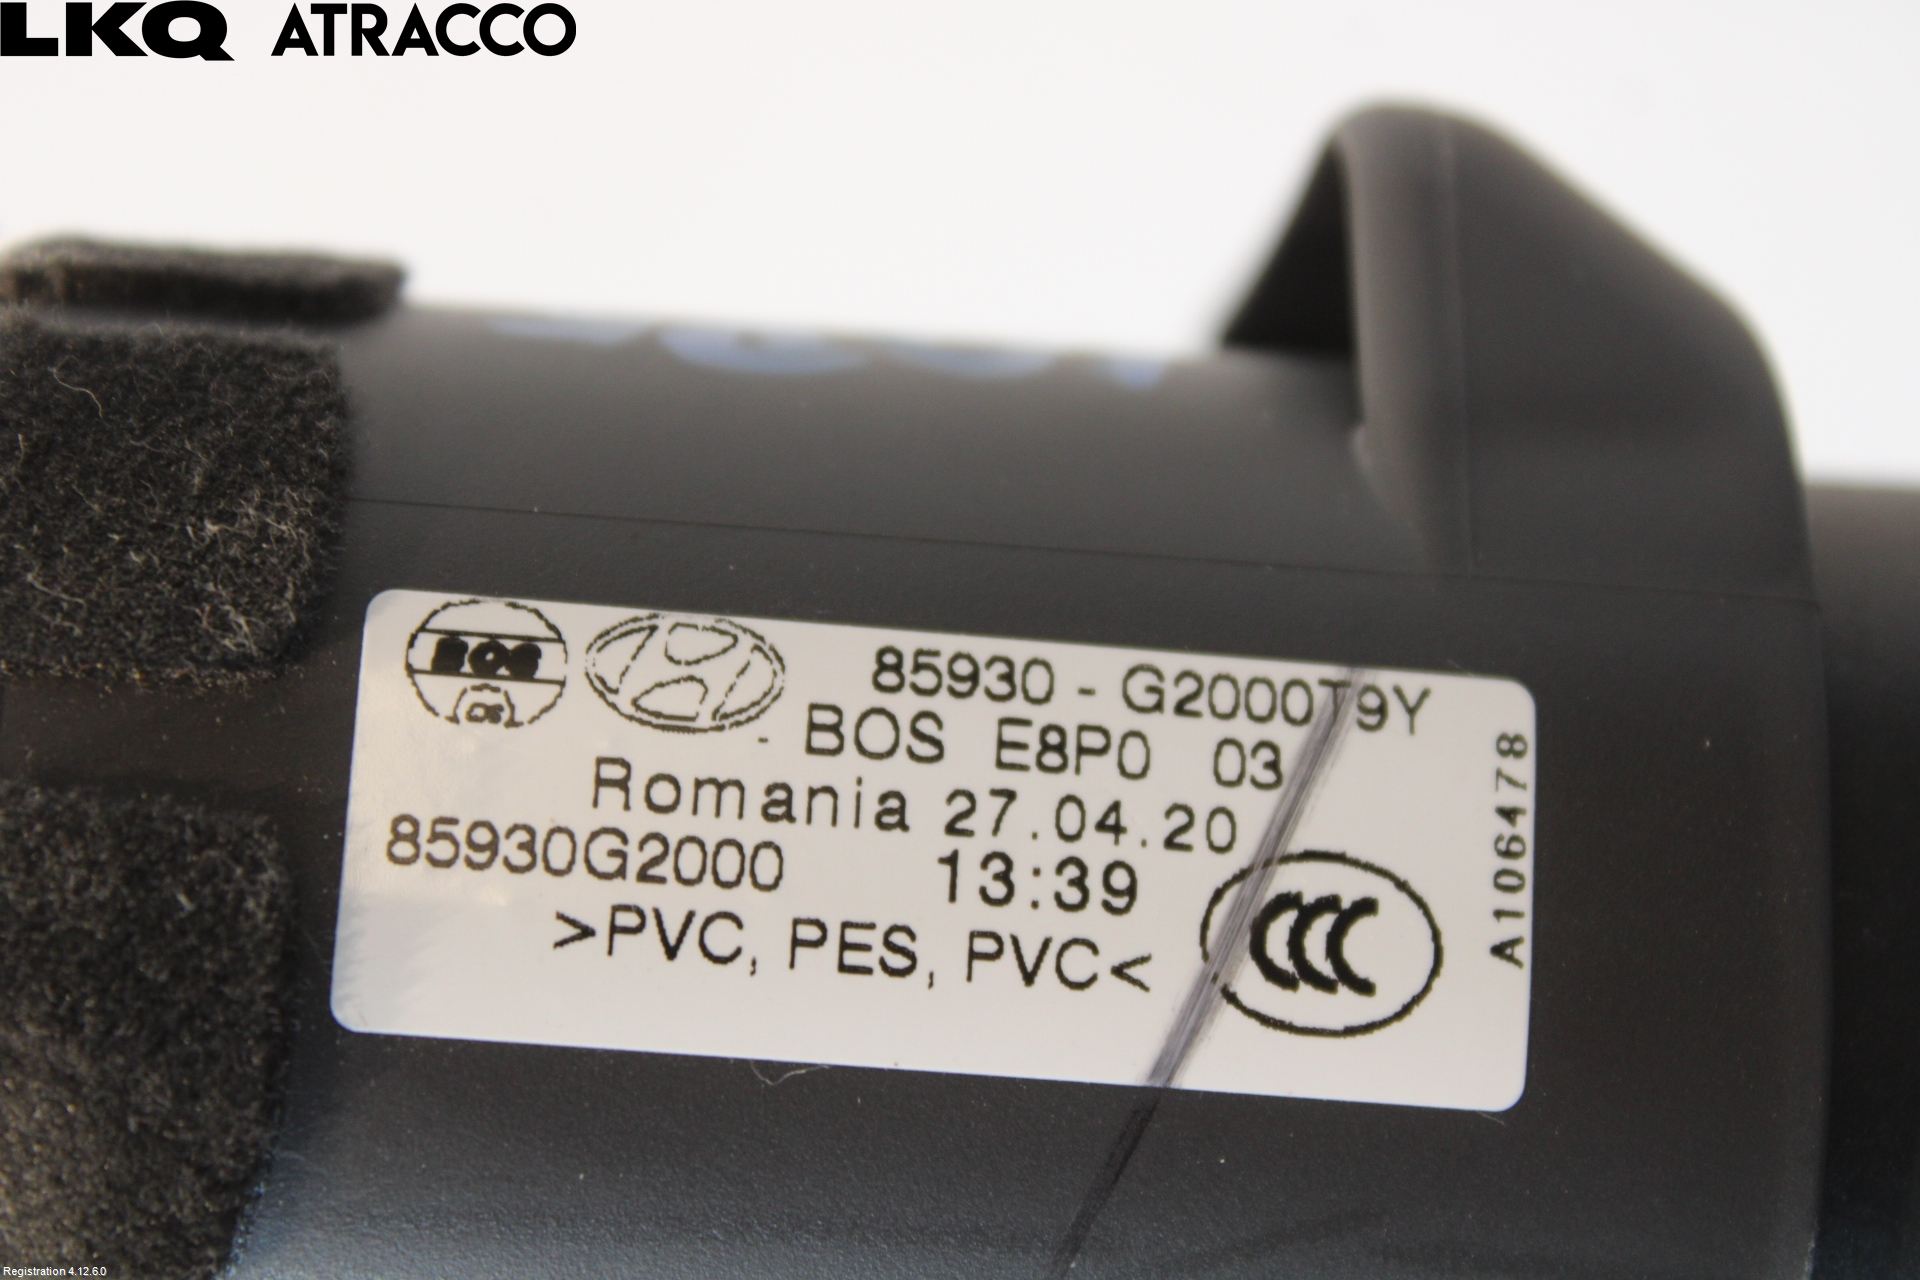 LKQ ATRACCO
BOS
85930 - G2000T9Y
- BOS E8P0 03
Romania 27.04.20
85930G2000 13:39
>PVC, PES, PVC<
CCC
A106478
Registration 4.12.6.0